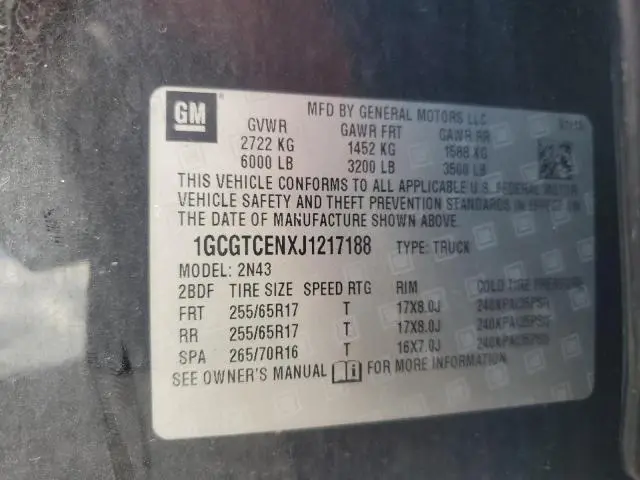 GM ®
MFD BY GENERAL MOTORS LLC
GVWR GAWR FRT GAWR RR
2722 KG 1452 KG 1588 KG
6000 LB 3200 LB 3500 LB
THIS VEHICLE CONFORMS TO ALL APPLICABLE U.S. FEDERAL MOTOR
VEHICLE SAFETY AND THEFT PREVENTION STANDARDS IN EFFECT ON
THE DATE OF MANUFACTURE SHOWN ABOVE.
1GCGTCENXJ1217188 TYPE: TRUCK
MODEL: 2N43
2BDF TIRE SIZE SPEED RTG RIM COLD TIRE PRESSURE
FRT 255/65R17 T 17X8.0J 240KPA(35PSI)
RR 255/65R17 T 17X8.0J 240KPA(35PSI)
SPA 265/70R16 T 16X7.0J 240KPA(35PSI)
SEE OWNER'S MANUAL FOR MORE INFORMATION